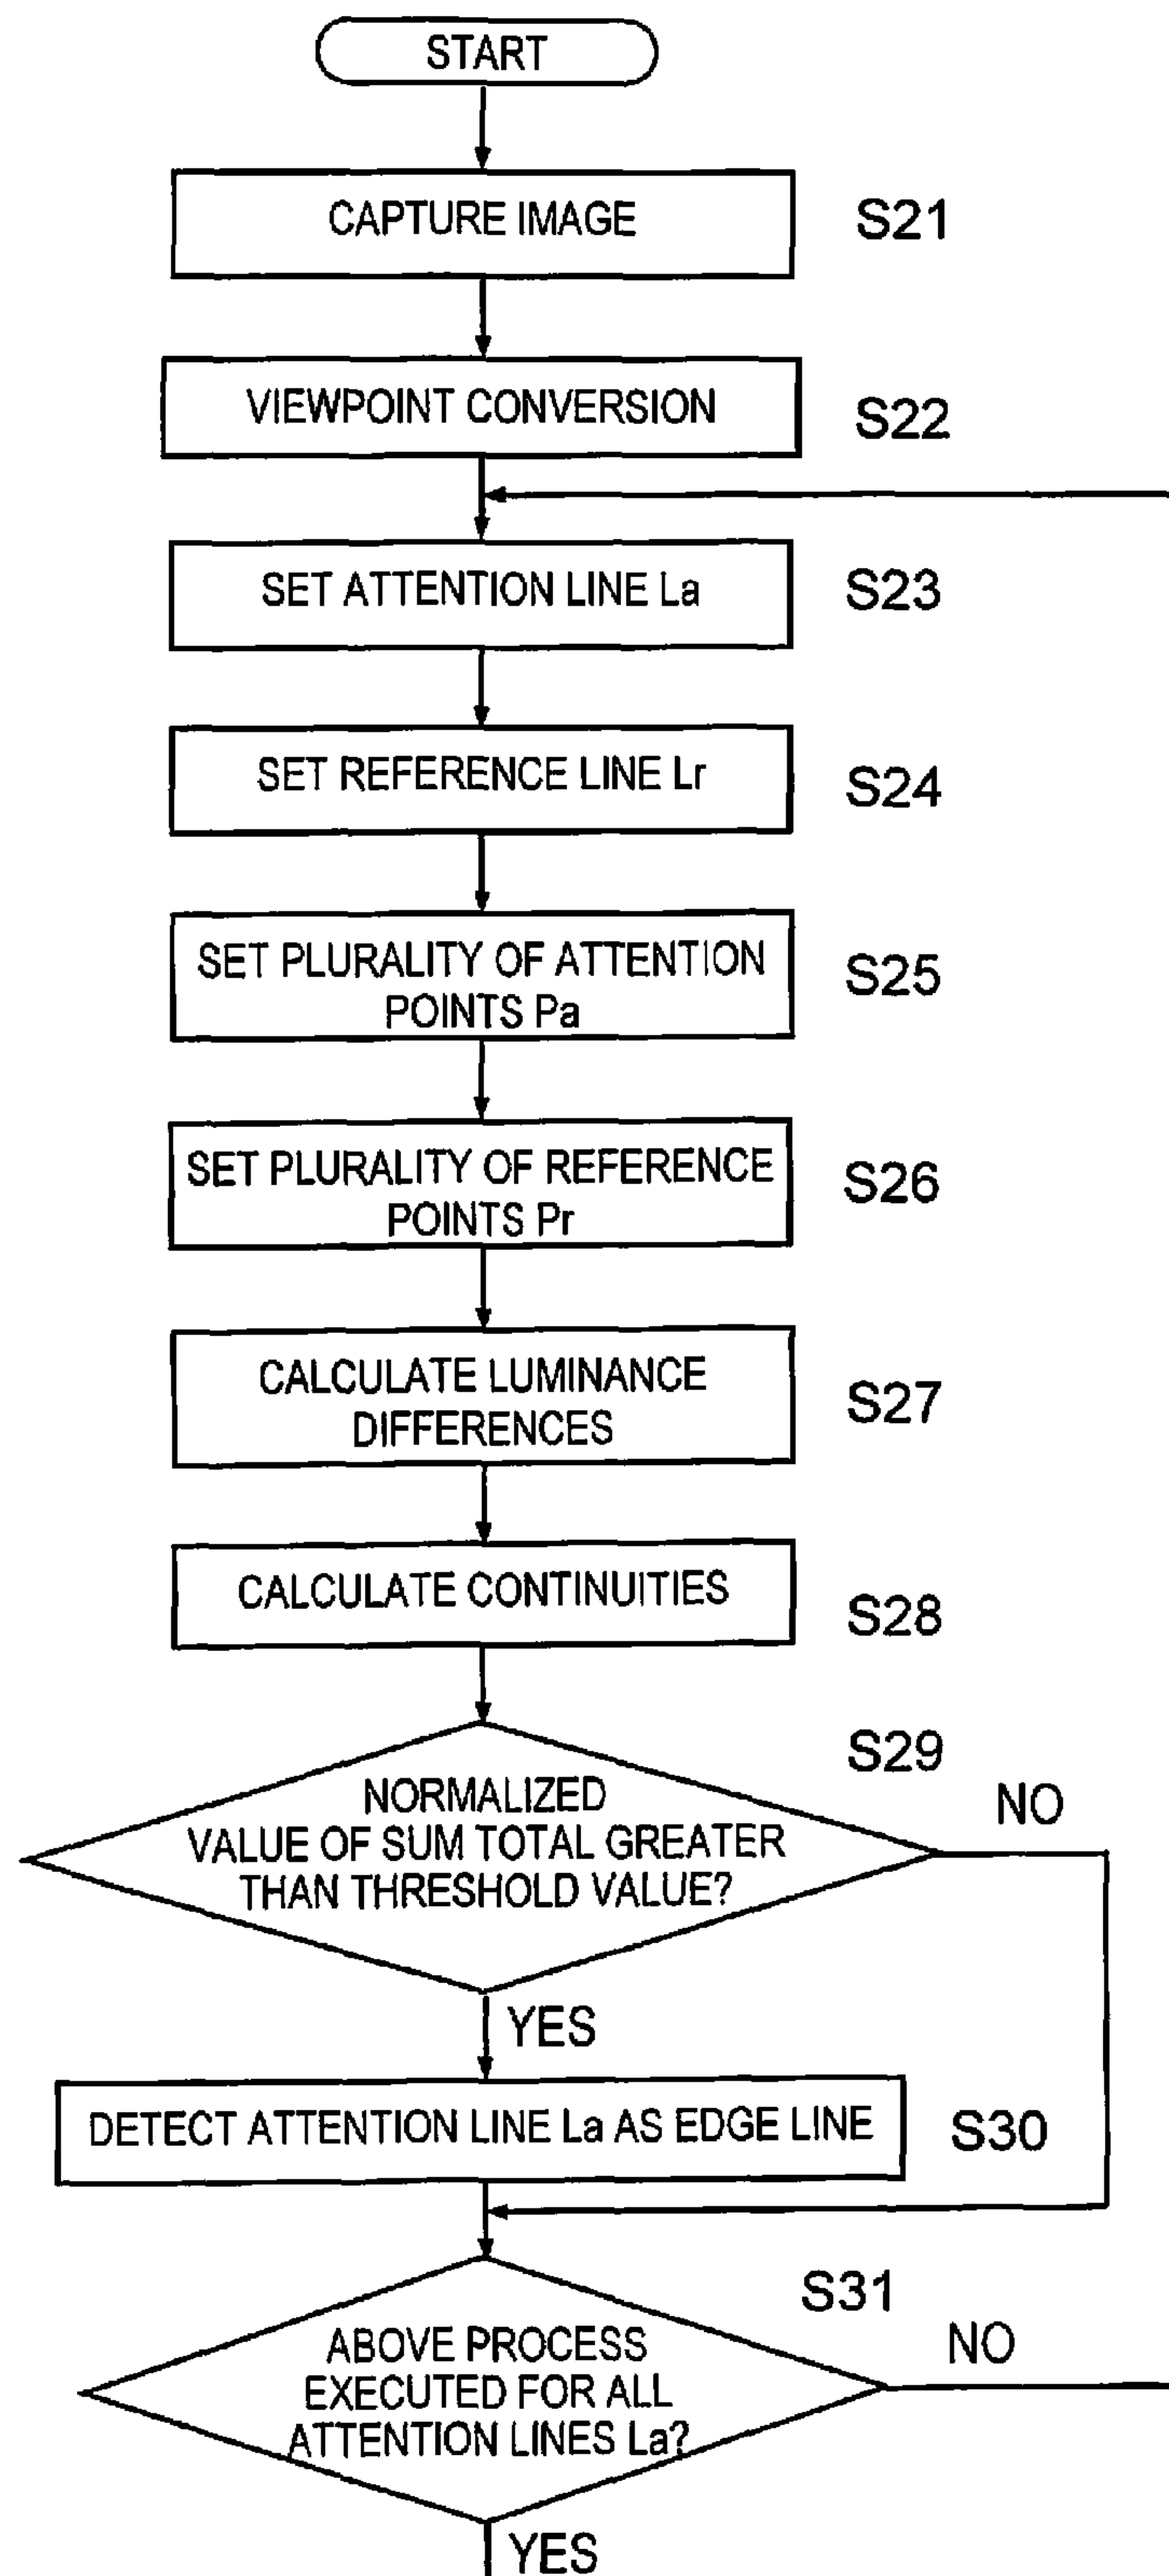 START
CAPTURE IMAGE
S21
VIEWPOINT CONVERSION
S22
SET ATTENTION LINE La
S23
SET REFERENCE LINE Lr
S24
SET PLURALITY OF ATTENTION
POINTS Pa
S25
SET PLURALITY OF REFERENCE
POINTS Pr
S26
CALCULATE LUMINANCE
DIFFERENCES
S27
CALCULATE CONTINUITIES
S28
S29
NORMALIZED
VALUE OF SUM TOTAL GREATER
THAN THRESHOLD VALUE?
NO
YES
DETECT ATTENTION LINE La AS EDGE LINE
S30
S31
ABOVE PROCESS
EXECUTED FOR ALL
ATTENTION LINES La?
NO
YES